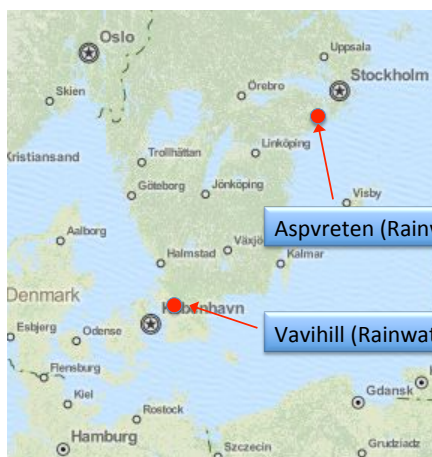 Oslo
Uppsala
Stockholm
Skien
Örebro
Linköping
Kristiansand
Trollhättan
Göteborg
Jönköping
Visby
Aspvreten (Rainw
Aalborg
Halmstad
Växjö
Kalmar
Denmark
København
Esbjerg
Odense
Vavihill (Rainwat
Flensburg
Kiel
Rostock
Gdansk
Hamburg
Szczecin
Grudziadz